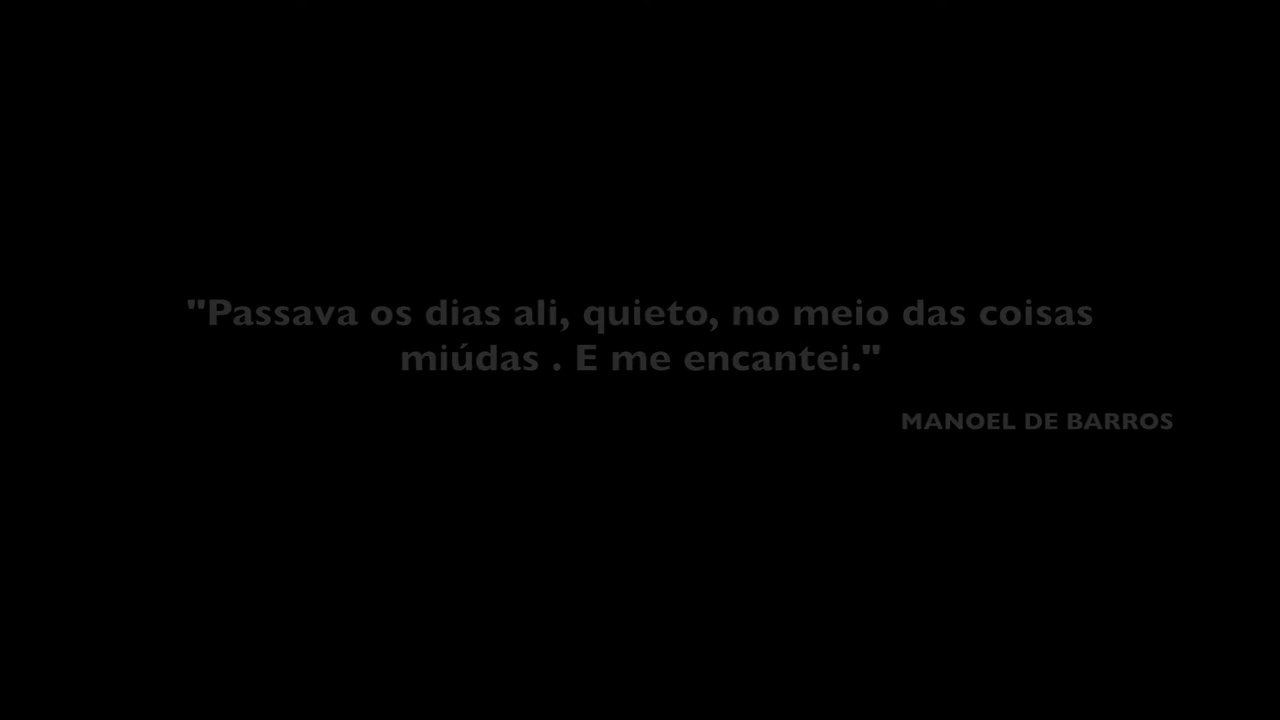 "Passava os dias ali, quieto, no meio das coisas
miúdas . E me encantei."
MANOEL DE BARROS